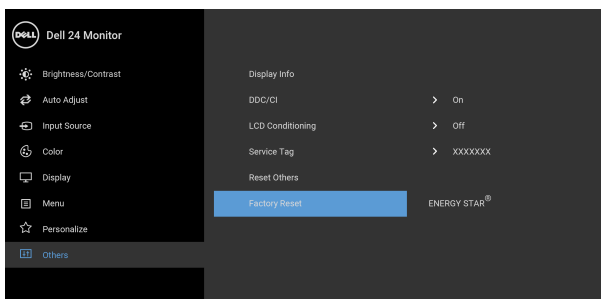 DELL Dell 24 Monitor
Brightness/Contrast
Display Info
Auto Adjust
DDC/CI
On
Input Source
LCD Conditioning
Off
Color
Service Tag
XXXXXXX
Display
Reset Others
Menu
Factory Reset
ENERGY STAR®
Personalize
Others